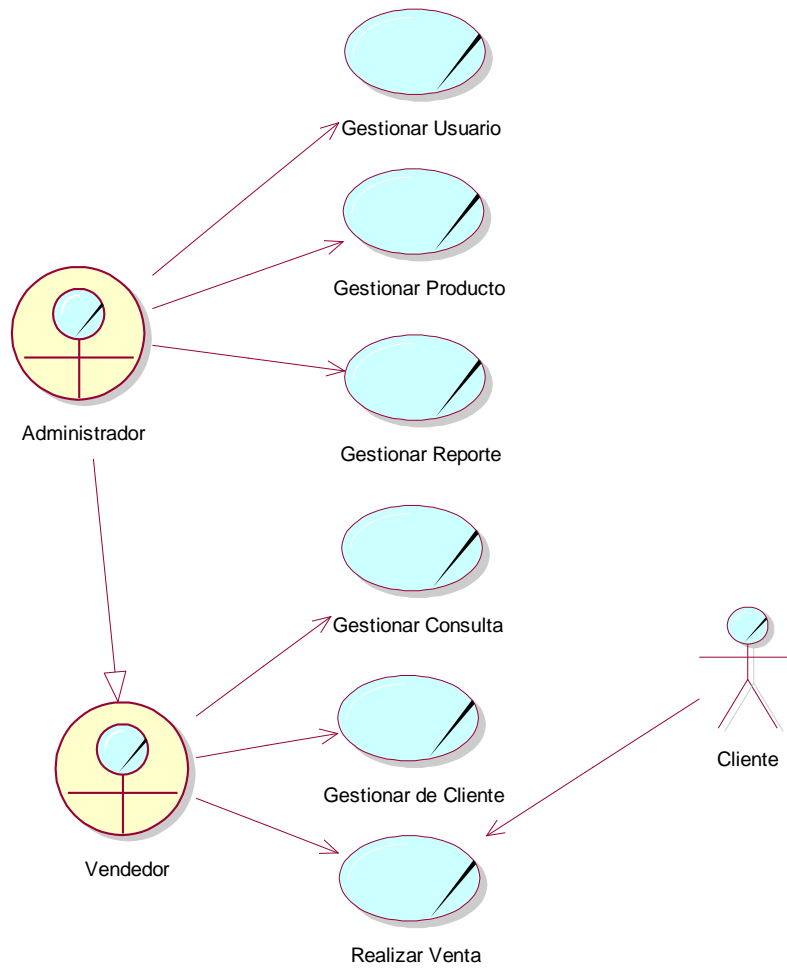 Gestionar Usuario
Gestionar Producto
Administrador
Gestionar Reporte
Gestionar Consulta
Cliente
Gestionar de Cliente
Vendedor
Realizar Venta